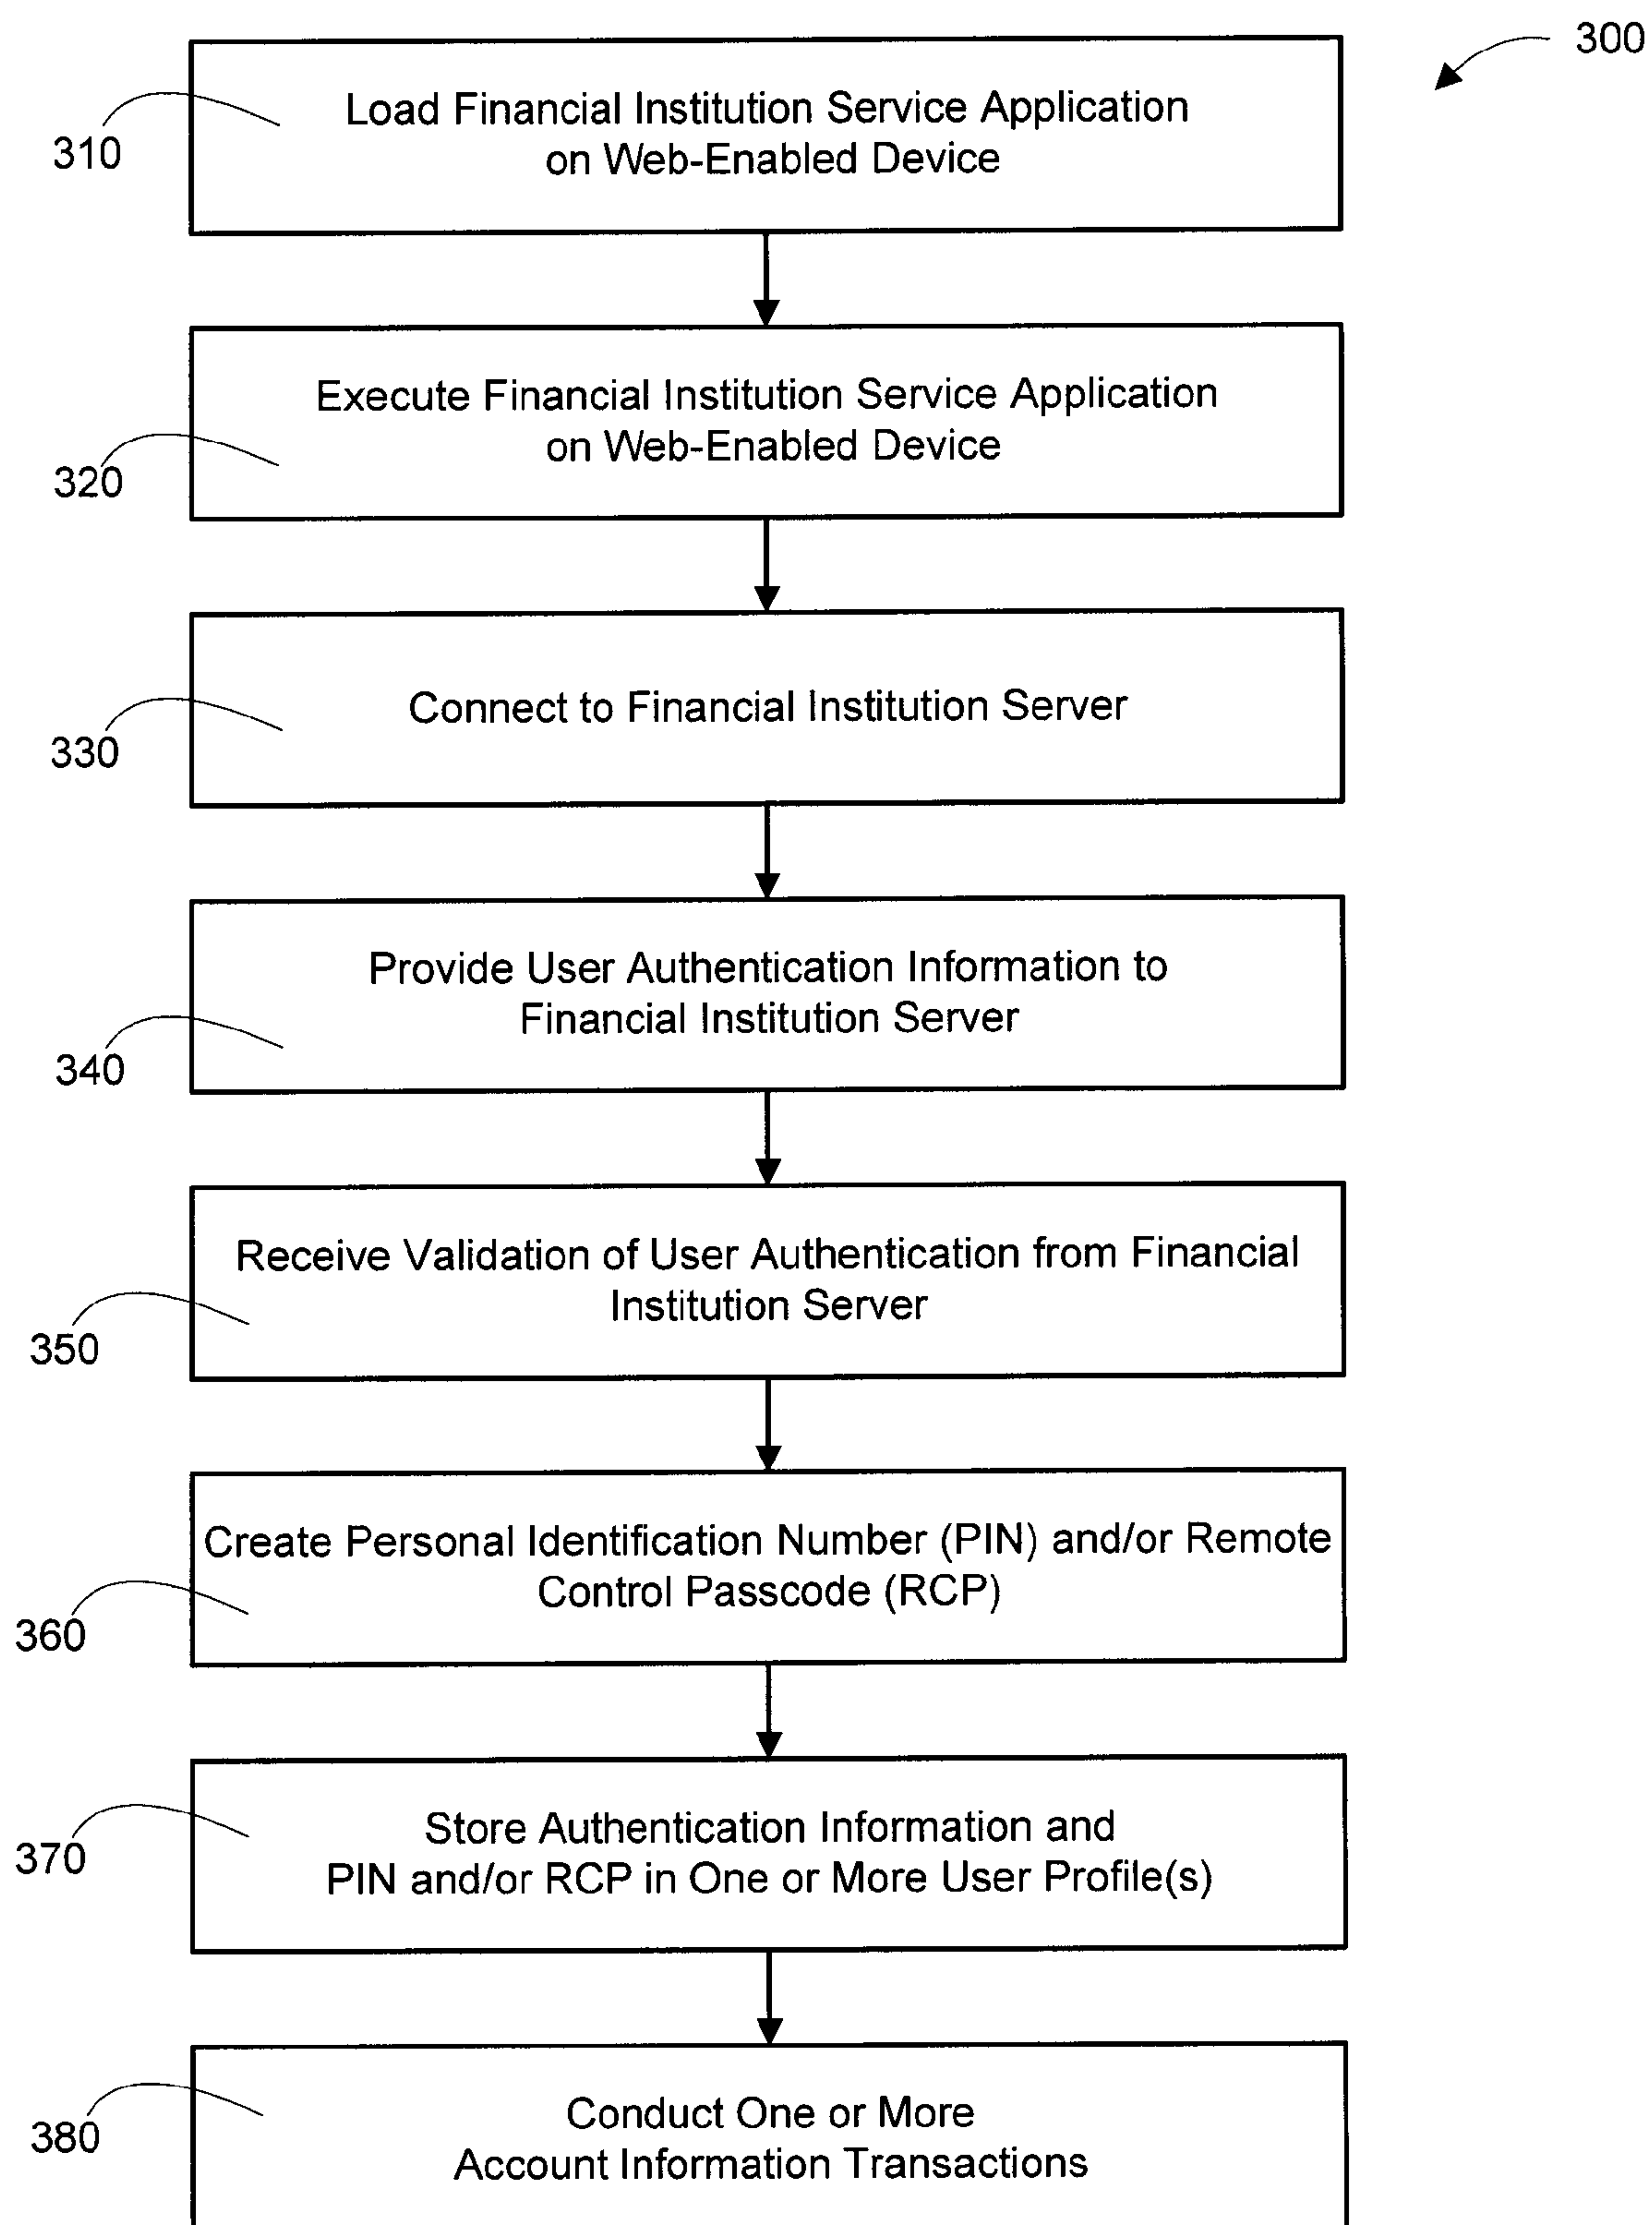 300
Load Financial Institution Service Application
on Web-Enabled Device
310
Execute Financial Institution Service Application
on Web-Enabled Device
320
Connect to Financial Institution Server
330
Provide User Authentication Information to
Financial Institution Server
340
Receive Validation of User Authentication from Financial
Institution Server
350
Create Personal Identification Number (PIN) and/or Remote
Control Passcode (RCP)
360
Store Authentication Information and
PIN and/or RCP in One or More User Profile(s)
370
Conduct One or More
Account Information Transactions
380